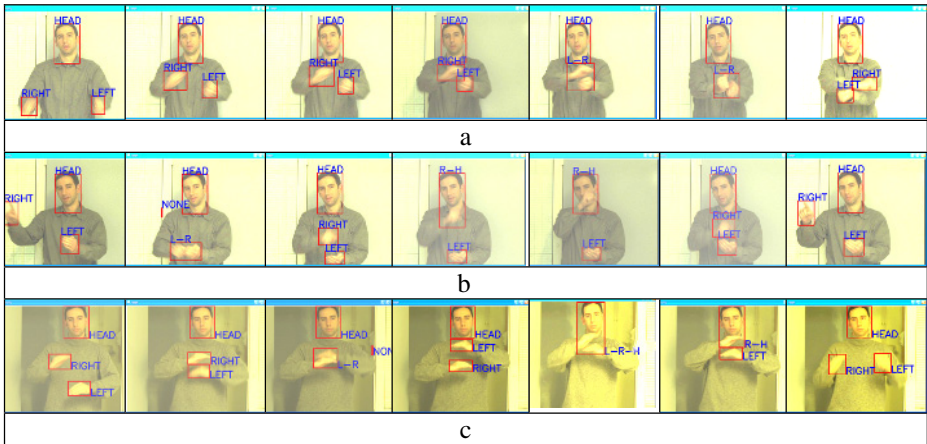 HEAD HEAD HEAD HEAD HEAD HEAD HEAD
RIGHT LEFT RIGHT LEFT RIGHT LEFT RIGHT LEFT L-R L-R RIGHT LEFT
a
HEAD HEAD HEAD R-H R-H HEAD HEAD
RIGHT LEFT NONE L-R RIGHT LEFT LEFT LEFT RIGHT LEFT RIGHT LEFT
b
HEAD HEAD HEAD HEAD L-R-H R-H HEAD
RIGHT LEFT RIGHT LEFT L-R NON LEFT RIGHT LEFT RIGHT LEFT
c